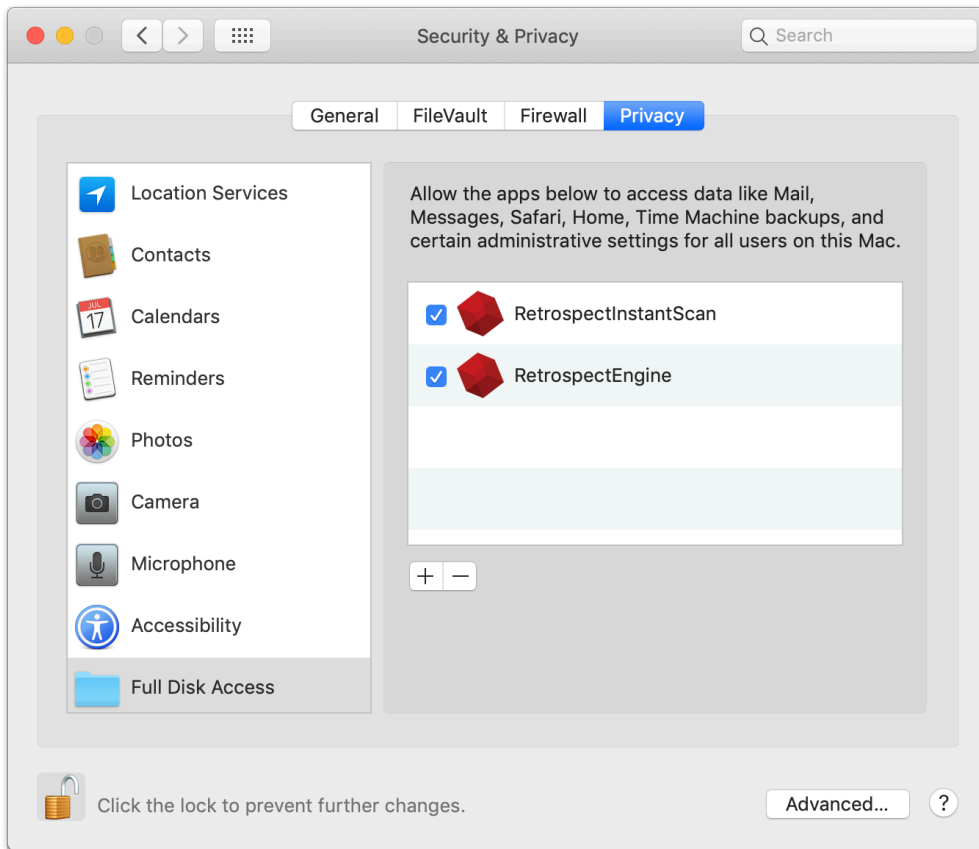 Security & Privacy
Search
General
FileVault
Firewall
Privacy
Location Services
Contacts
JUL
17
Calendars
Reminders
Photos
Camera
Microphone
Accessibility
Full Disk Access
Allow the apps below to access data like Mail,
Messages, Safari, Home, Time Machine backups, and
certain administrative settings for all users on this Mac.
RetrospectInstantScan
RetrospectEngine
Click the lock to prevent further changes.
Advanced...
?